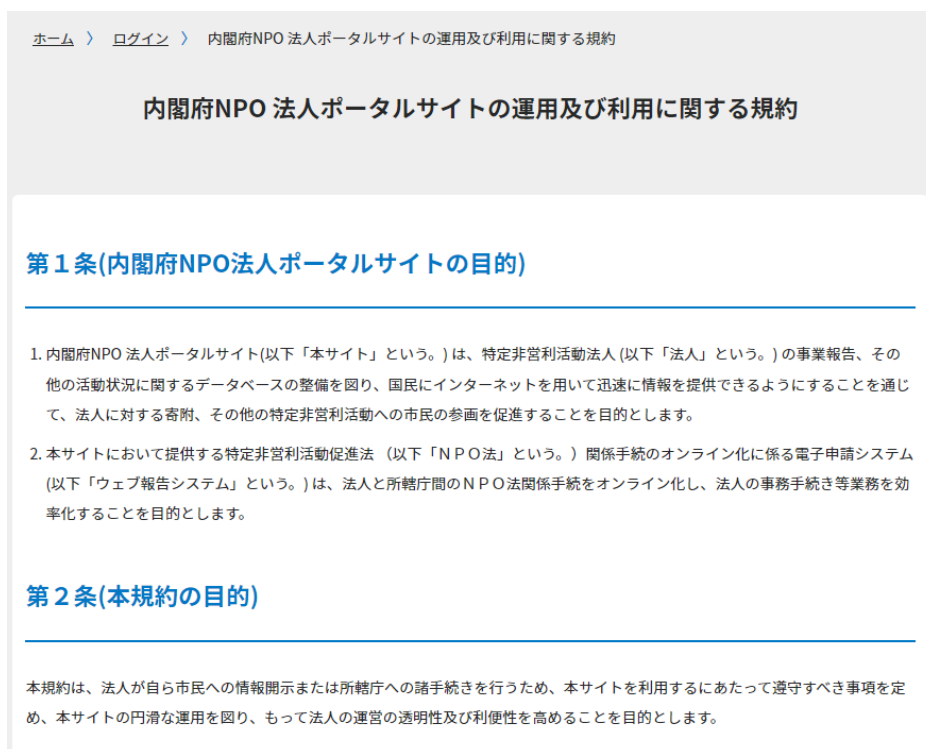 ホーム 〉 ログイン 〉 内閣府NPO 法人ポータルサイトの運用及び利用に関する規約
内閣府NPO 法人ポータルサイトの運用及び利用に関する規約
第１条(内閣府NPO法人ポータルサイトの目的)
1. 内閣府NPO 法人ポータルサイト(以下「本サイト」という。) は、特定非営利活動法人 (以下「法人」という。) の事業報告、その
他の活動状況に関するデータベースの整備を図り、国民にインターネットを用いて迅速に情報を提供できるようにすることを通じ
て、法人に対する寄附、その他の特定非営利活動への市民の参画を促進することを目的とします。
2. 本サイトにおいて提供する特定非営利活動促進法 （以下「ＮＰＯ法」という。）関係手続のオンライン化に係る電子申請システム
(以下「ウェブ報告システム」という。) は、法人と所轄庁間のＮＰＯ法関係手続をオンライン化し、法人の事務手続き等業務を効
率化することを目的とします。
第２条(本規約の目的)
本規約は、法人が自ら市民への情報開示または所轄庁への諸手続きを行うため、本サイトを利用するにあたって遵守すべき事項を定
め、本サイトの円滑な運用を図り、もって法人の運営の透明性及び利便性を高めることを目的とします。